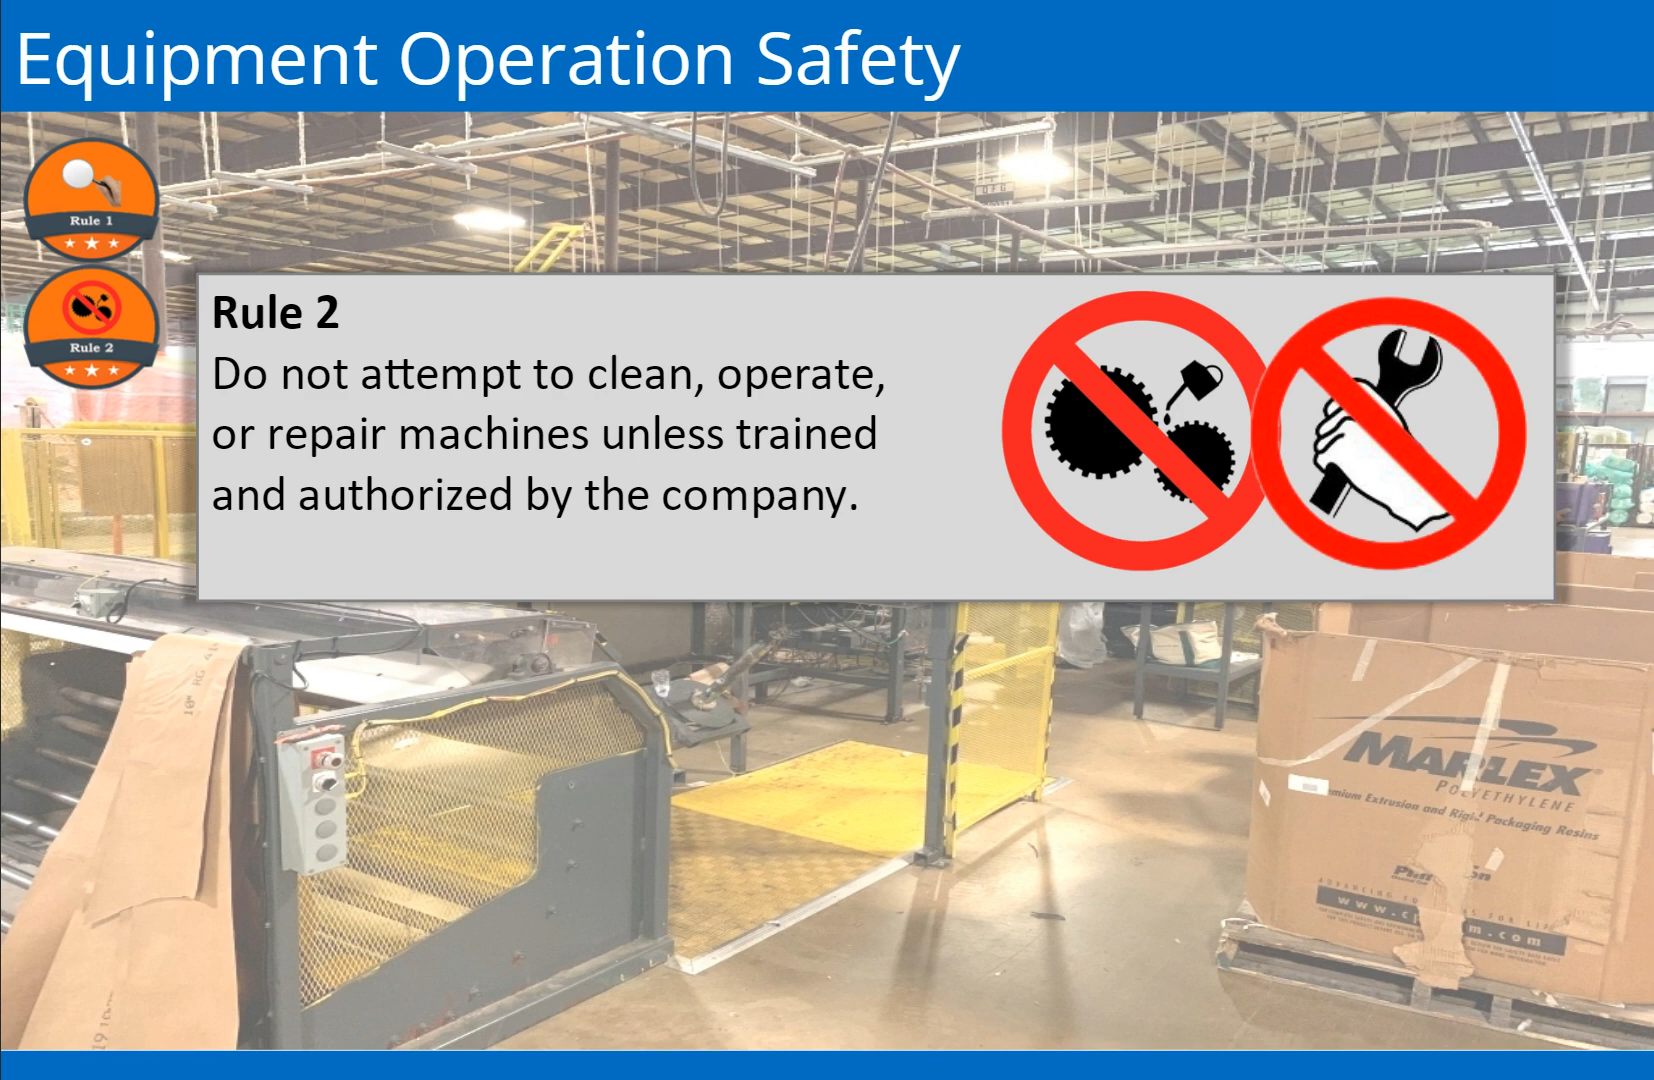 Equipment Operation Safety
Rule 1
Rule 2
Rule 2
Do not attempt to clean, operate,
or repair machines unless trained
and authorized by the company.
MARLEX
POLYETHYLENE
Extrusion and Rigid Packaging Resins